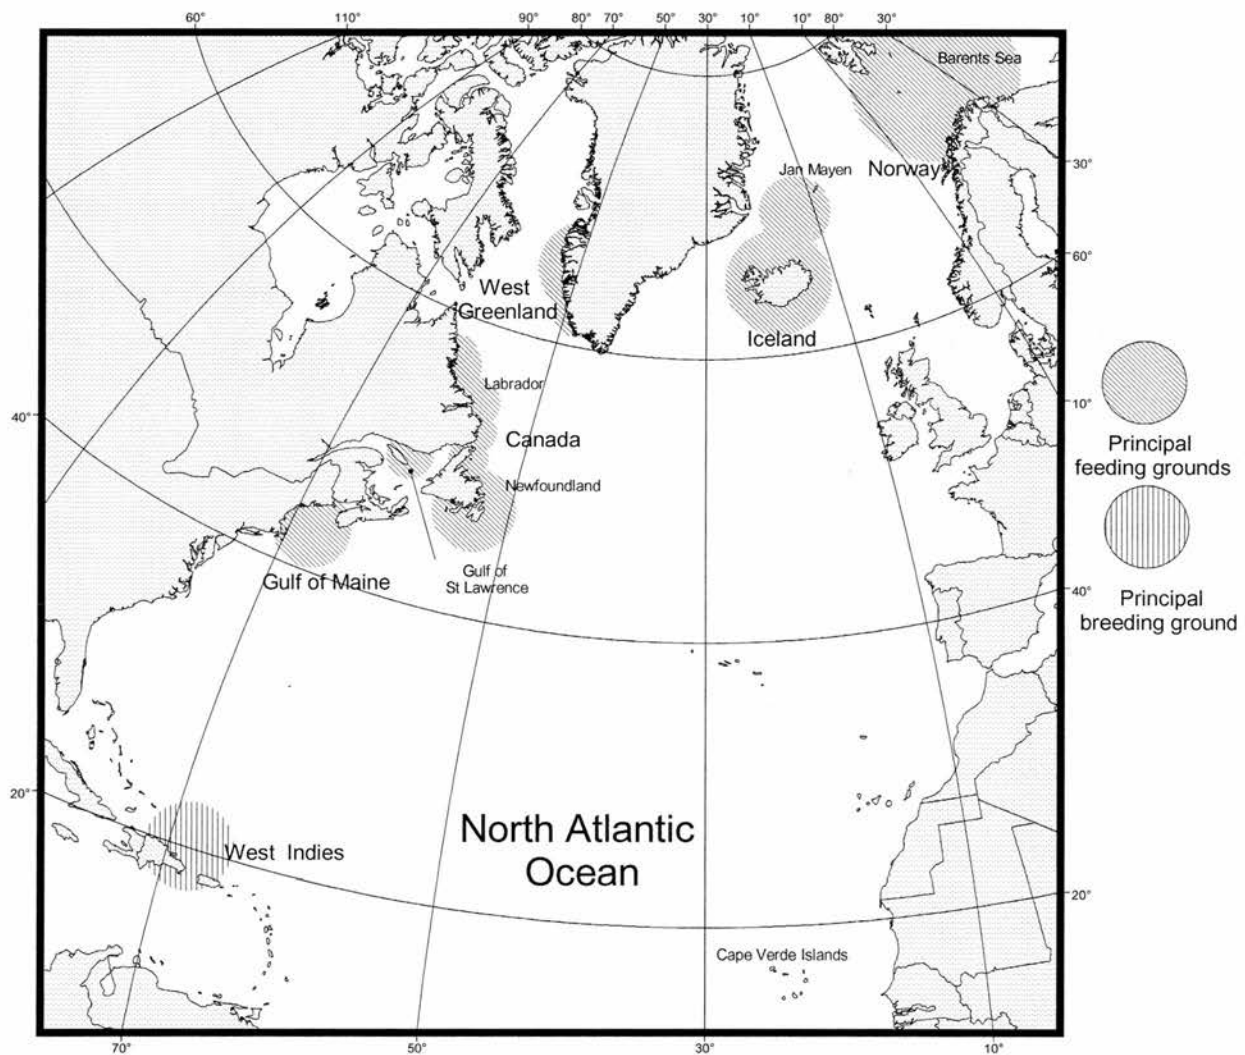 60° 110° 90° 80° 70° 50° 30° 10° 10° 80° 30°
Barents Sea
Norway
Jan Mayen
30°
60°
West
Greenland
Iceland
Labrador
40°
10°
Canada
Principal
feeding grounds
Newfoundland
Gulf of
St Lawrence
Gulf of Maine
40°
Principal
breeding ground
20°
North Atlantic
Ocean
West Indies
20°
Cape Verde Islands
70° 50° 30° 10°